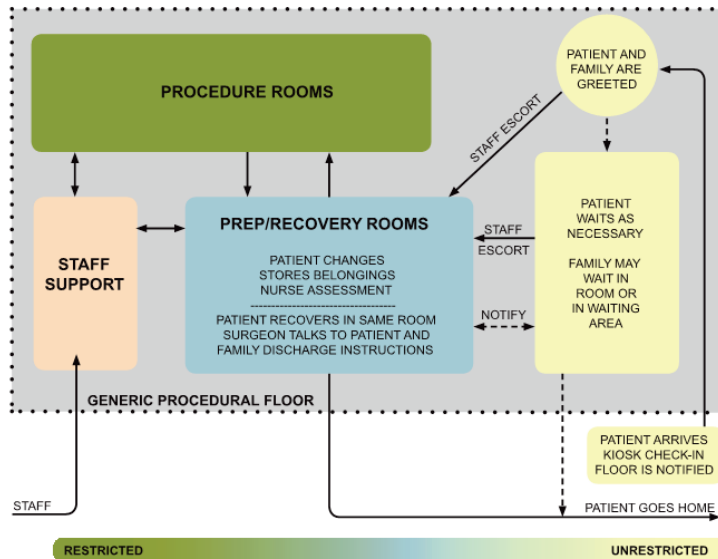 PATIENT AND
FAMILY ARE
GREETED
PROCEDURE ROOMS
STAFF ESCORT
PREP/RECOVERY ROOMS
PATIENT CHANGES
STORES BELONGINGS
NURSE ASSESSMENT
PATIENT RECOVERS IN SAME ROOM
SURGEON TALKS TO PATIENT AND
FAMILY DISCHARGE INSTRUCTIONS
STAFF
SUPPORT
STAFF
ESCORT
NOTIFY
PATIENT
WAITS AS
NECESSARY
FAMILY MAY
WAIT IN
ROOM OR
IN WAITING
AREA
GENERIC PROCEDURAL FLOOR
PATIENT ARRIVES
KIOSK CHECK-IN
FLOOR IS NOTIFIED
STAFF
PATIENT GOES HOME
RESTRICTED
UNRESTRICTED